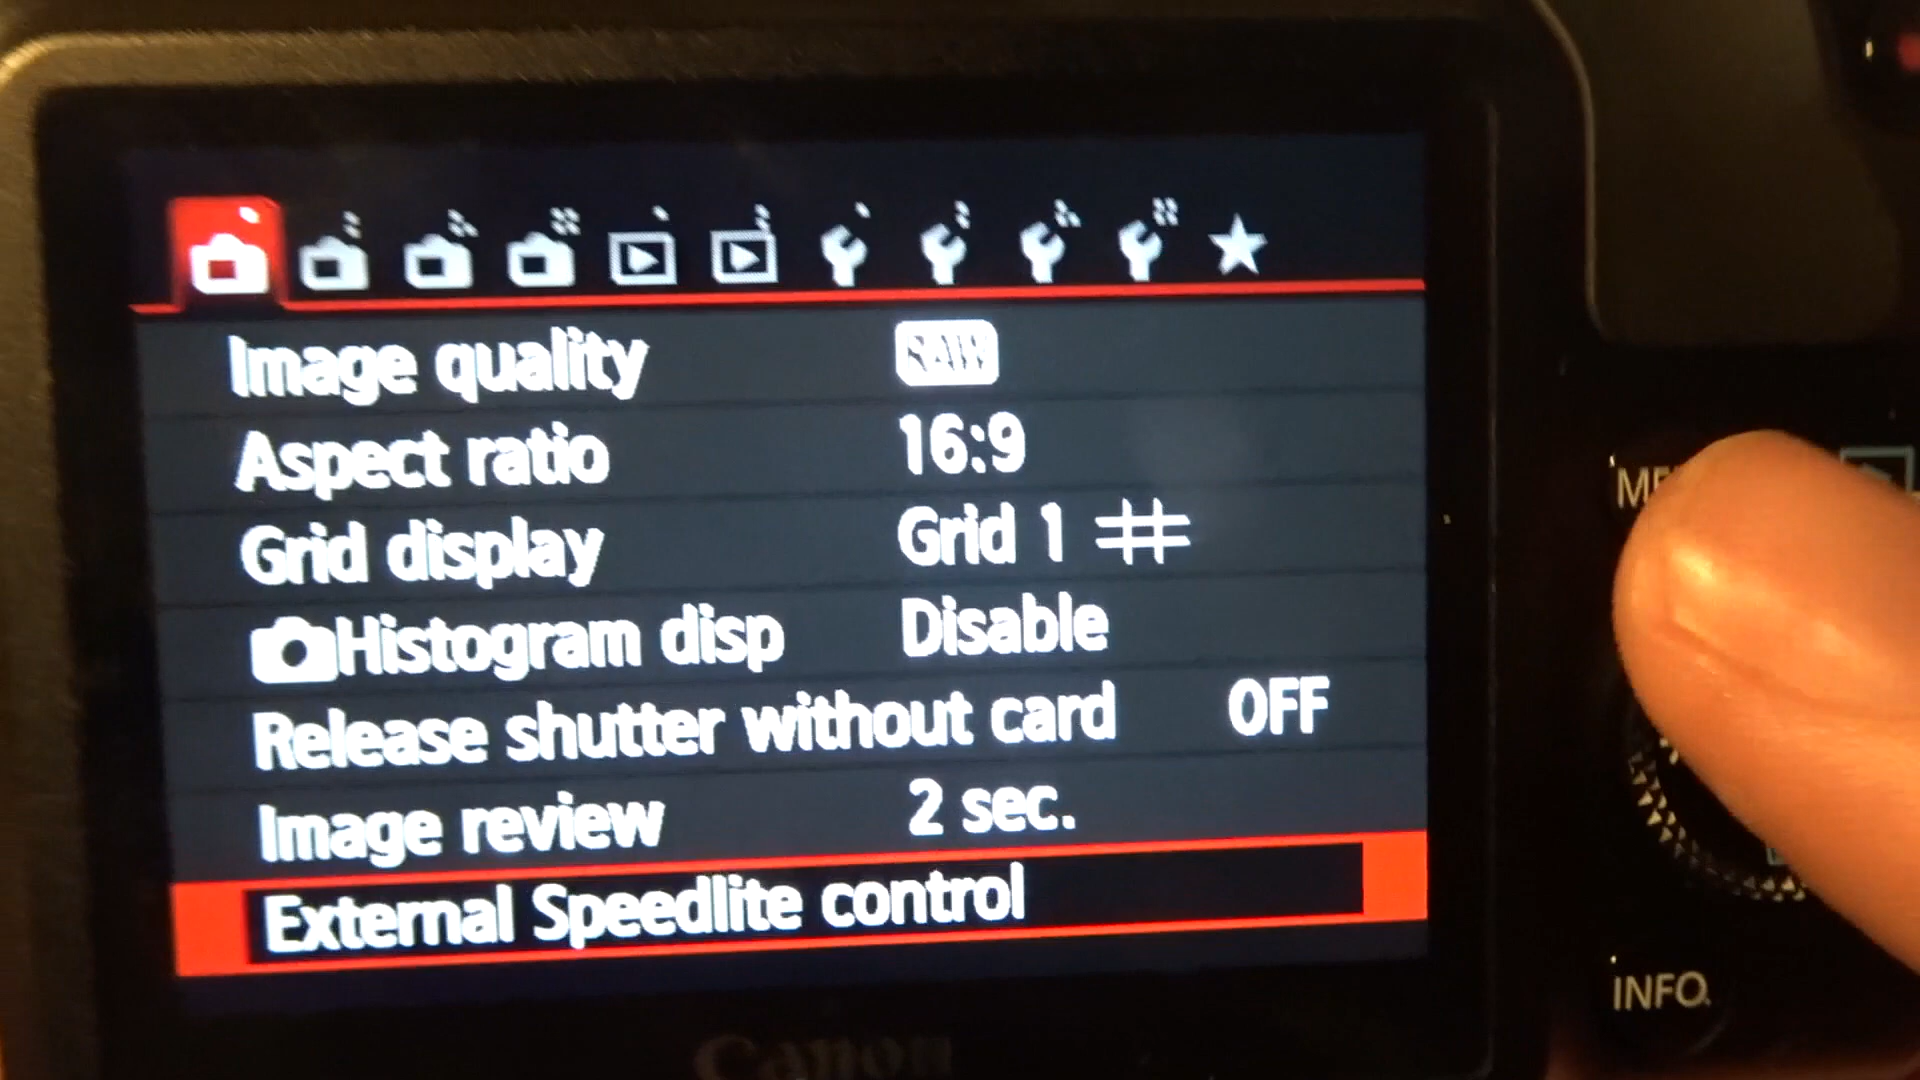 Image quality RAW
Aspect ratio 16:9
Grid display Grid 1
Histogram disp Disable
Release shutter without card OFF
Image review 2 sec.
External Speedlite control
INFO.
Canon